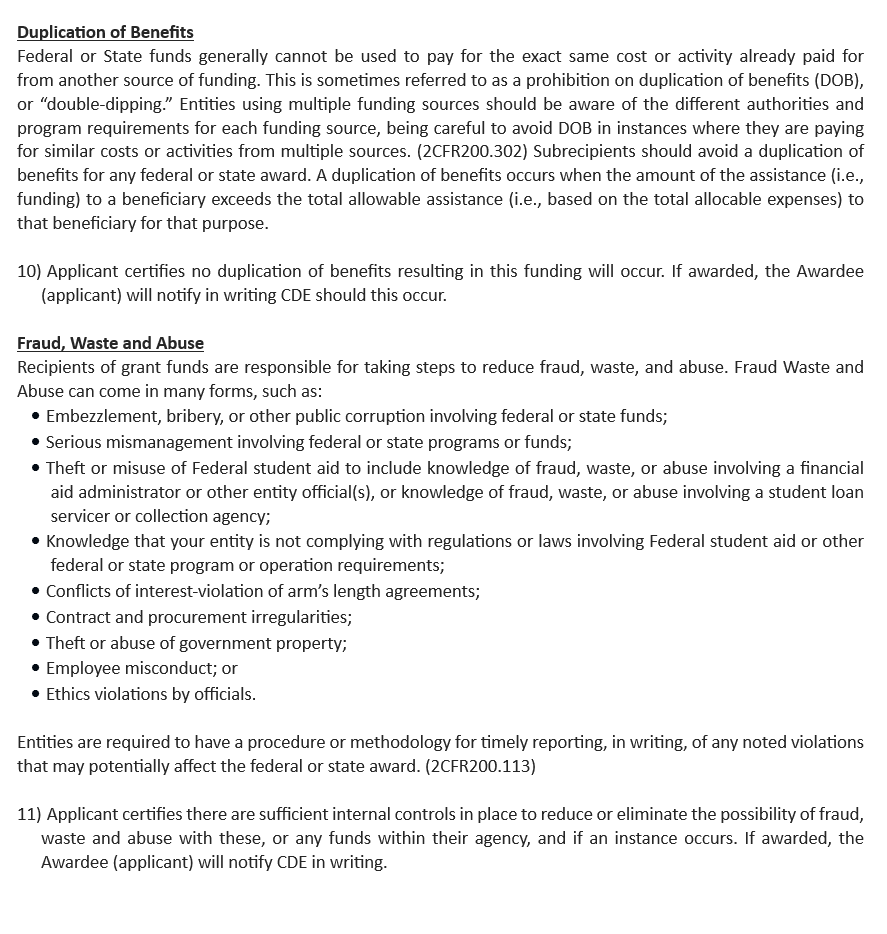 Duplication of Benefits
Federal or State funds generally cannot be used to pay for the exact same cost or activity already paid for
from another source of funding. This is sometimes referred to as a prohibition on duplication of benefits (DOB),
or “double-dipping.” Entities using multiple funding sources should be aware of the different authorities and
program requirements for each funding source, being careful to avoid DOB in instances where they are paying
for similar costs or activities from multiple sources. (2CFR200.302) Subrecipients should avoid a duplication of
benefits for any federal or state award. A duplication of benefits occurs when the amount of the assistance (i.e.,
funding) to a beneficiary exceeds the total allowable assistance (i.e., based on the total allocable expenses) to
that beneficiary for that purpose.
10) Applicant certifies no duplication of benefits resulting in this funding will occur. If awarded, the Awardee
(applicant) will notify in writing CDE should this occur.
Fraud, Waste and Abuse
Recipients of grant funds are responsible for taking steps to reduce fraud, waste, and abuse. Fraud Waste and
Abuse can come in many forms, such as:
• Embezzlement, bribery, or other public corruption involving federal or state funds;
• Serious mismanagement involving federal or state programs or funds;
• Theft or misuse of Federal student aid to include knowledge of fraud, waste, or abuse involving a financial
aid administrator or other entity official(s), or knowledge of fraud, waste, or abuse involving a student loan
servicer or collection agency;
• Knowledge that your entity is not complying with regulations or laws involving Federal student aid or other
federal or state program or operation requirements;
• Conflicts of interest-violation of arm’s length agreements;
• Contract and procurement irregularities;
• Theft or abuse of government property;
• Employee misconduct; or
• Ethics violations by officials.
Entities are required to have a procedure or methodology for timely reporting, in writing, of any noted violations
that may potentially affect the federal or state award. (2CFR200.113)
11) Applicant certifies there are sufficient internal controls in place to reduce or eliminate the possibility of fraud,
waste and abuse with these, or any funds within their agency, and if an instance occurs. If awarded, the
Awardee (applicant) will notify CDE in writing.